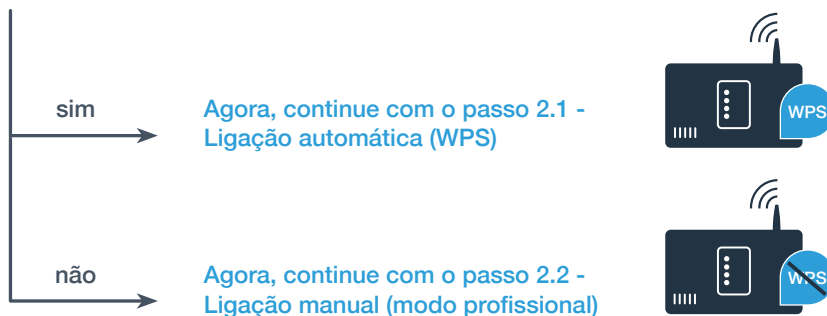 sim
Agora, continue com o passo 2.1 -
Ligação automática (WPS)
WPS
não
Agora, continue com o passo 2.2 -
Ligação manual (modo profissional)
WPS